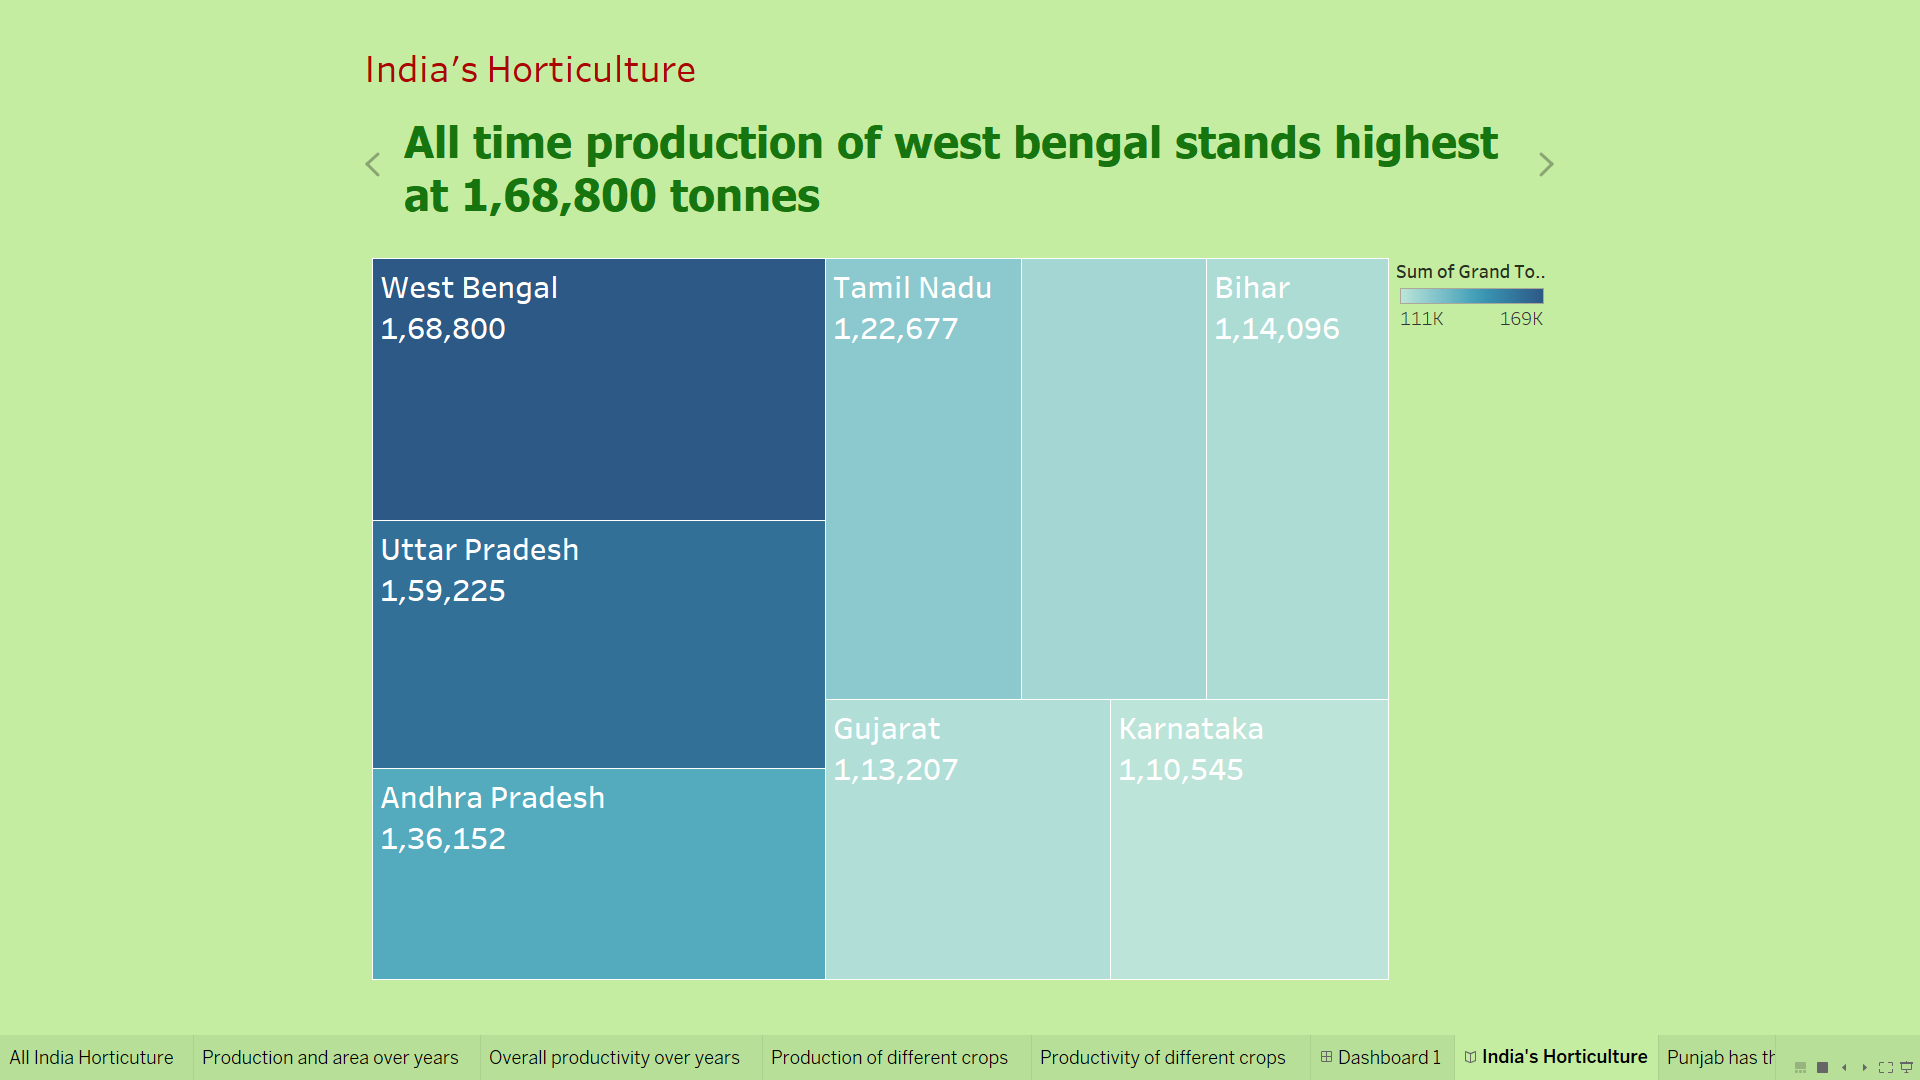 India's Horticulture
All time production of west bengal stands highest
at 1,68,800 tonnes
West Bengal
1,68,800
Uttar Pradesh
1,59,225
Andhra Pradesh
1,36,152
Tamil Nadu
1,22,677
Bihar
1,14,096
Gujarat
1,13,207
Karnataka
1,10,545
Sum of Grand To..
111K 169K
All India Horticuture Production and area over years Overall productivity over years Production of different crops Productivity of different crops Dashboard 1 India's Horticulture Punjab has th